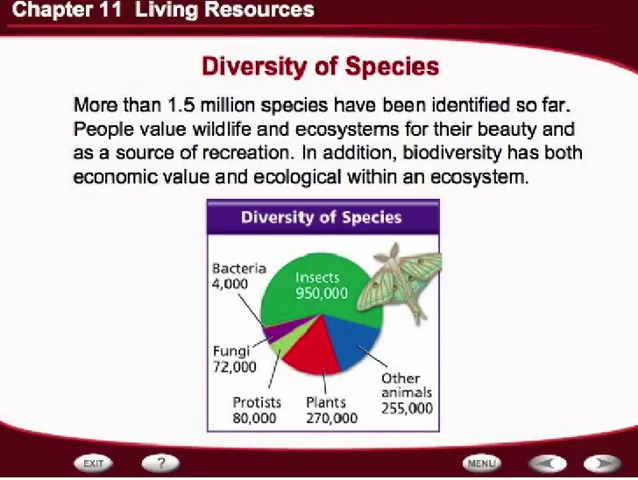 Chapter 11 Living Resources
Diversity of Species
More than 1.5 million species have been identified so far.
People value wildlife and ecosystems for their beauty and
as a source of recreation. In addition, biodiversity has both
economic value and ecological within an ecosystem.
Diversity of Species
Bacteria
4,000
Insects
950,000
Fungi
72,000
Protists
80,000
Plants
270,000
Other
animals
255,000
EXIT
?
MENU